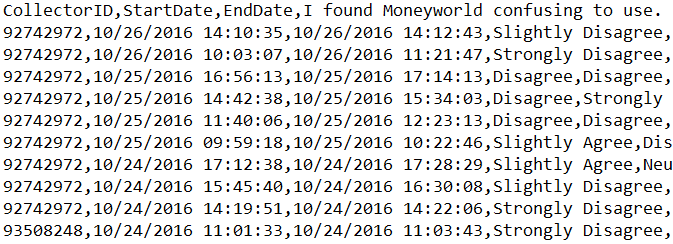 CollectorID,StartDate,EndDate,I found Moneyworld confusing to use.
92742972,10/26/2016 14:10:35,10/26/2016 14:12:43,Slightly Disagree,
92742972,10/26/2016 10:03:07,10/26/2016 11:21:47,Strongly Disagree,
92742972,10/25/2016 16:56:13,10/25/2016 17:14:13,Disagree,Disagree,
92742972,10/25/2016 14:42:38,10/25/2016 15:34:03,Disagree,Strongly
92742972,10/25/2016 11:40:06,10/25/2016 12:23:13,Disagree,Disagree,
92742972,10/25/2016 09:59:18,10/25/2016 10:22:46,Slightly Agree,Dis
92742972,10/24/2016 17:12:38,10/24/2016 17:28:29,Slightly Agree,Neu
92742972,10/24/2016 15:45:40,10/24/2016 16:30:08,Slightly Disagree,
92742972,10/24/2016 14:19:51,10/24/2016 14:22:06,Strongly Disagree,
93508248,10/24/2016 11:01:33,10/24/2016 11:03:43,Strongly Disagree,